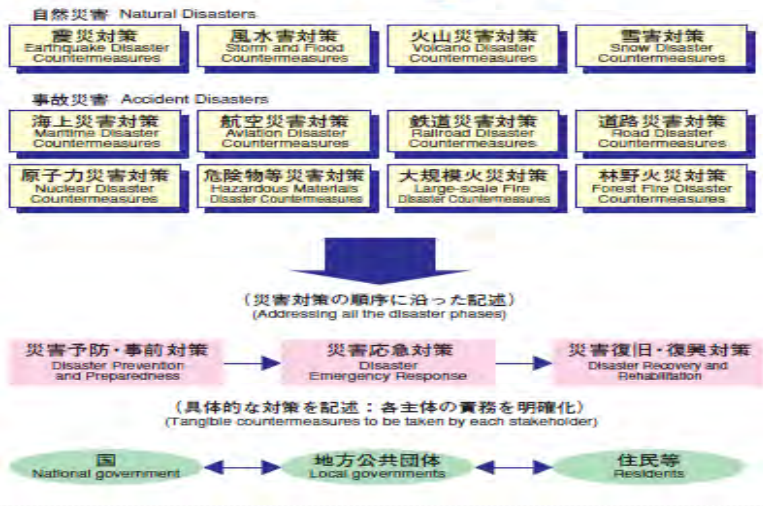 自然災害 Natural Disasters
震災対策
Earthquake Disaster
Countermeasures
風水害対策
Storm and Flood
Countermeasures
火山災害対策
Volcano Disaster
Countermeasures
雪害対策
Snow Disaster
Countermeasures
事故災害 Accident Disasters
海上災害対策
Maritime Disaster
Countermeasures
航空災害対策
Aviation Disaster
Countermeasures
鉄道災害対策
Railroad Disaster
Countermeasures
道路災害対策
Road Disaster
Countermeasures
原子力災害対策
Nuclear Disaster
Countermeasures
危険物等災害対策
Hazardous Materials
Disaster Countermeasures
大規模火災対策
Large-scale Fire
Disaster Countermeasures
林野火災対策
Forest Fire Disaster
Countermeasures
(災害対策の順序に沿った記述)
(Addressing all the disaster phases)
災害予防・事前対策
Disaster Prevention
and Preparedness
災害応急対策
Disaster
Emergency Response
災害復旧・復興対策
Disaster Recovery and
Rehabilitation
(具体的な対策を記述:各主体の責務を明確化)
(Tangible countermeasures to be taken by each stakeholder)
国
National government
地方公共団体
Local governments
住民等
Residents